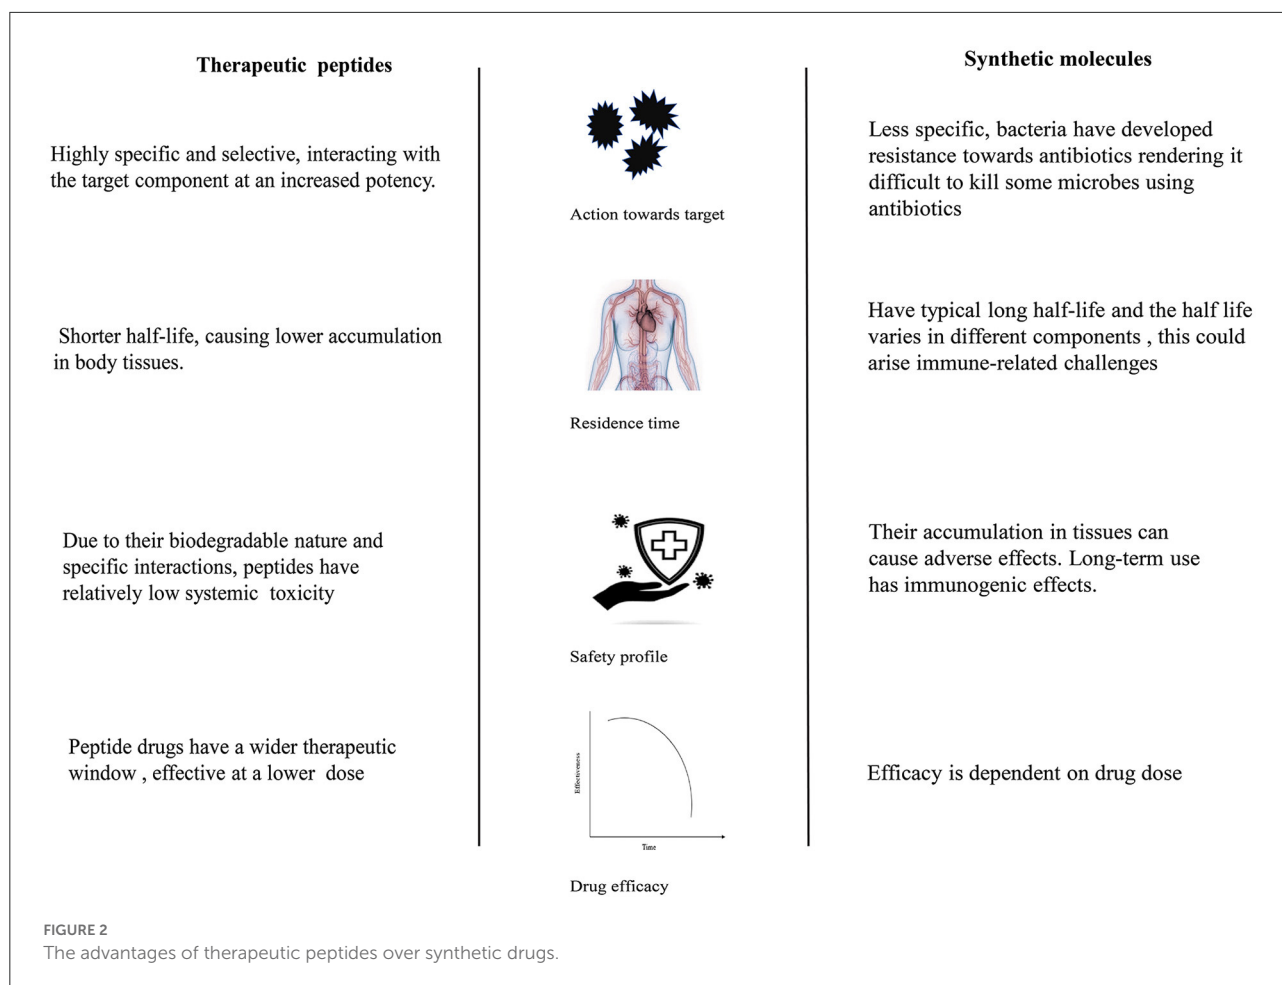 Therapeutic peptides
Synthetic molecules
Highly specific and selective, interacting with
the target component at an increased potency.
Action towards target
Less specific, bacteria have developed
resistance towards antibiotics rendering it
difficult to kill some microbes using
antibiotics
Shorter half-life, causing lower accumulation
in body tissues.
Residence time
Have typical long half-life and the half life
varies in different components , this could
arise immune-related challenges
Due to their biodegradable nature and
specific interactions, peptides have
relatively low systemic toxicity
Safety profile
Their accumulation in tissues can
cause adverse effects. Long-term use
has immunogenic effects.
Peptide drugs have a wider therapeutic
window , effective at a lower dose
Effectiveness
Time
Drug efficacy
Efficacy is dependent on drug dose
FIGURE 2
The advantages of therapeutic peptides over synthetic drugs.